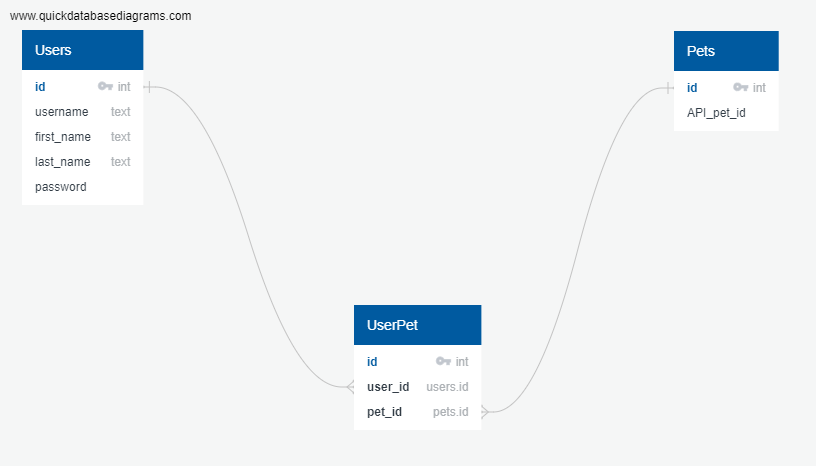 www.quickdatabasediagrams.com
Users
id int
username text
first_name text
last_name text
password
Pets
id int
API_pet_id
UserPet
id int
user_id users.id
pet_id pets.id